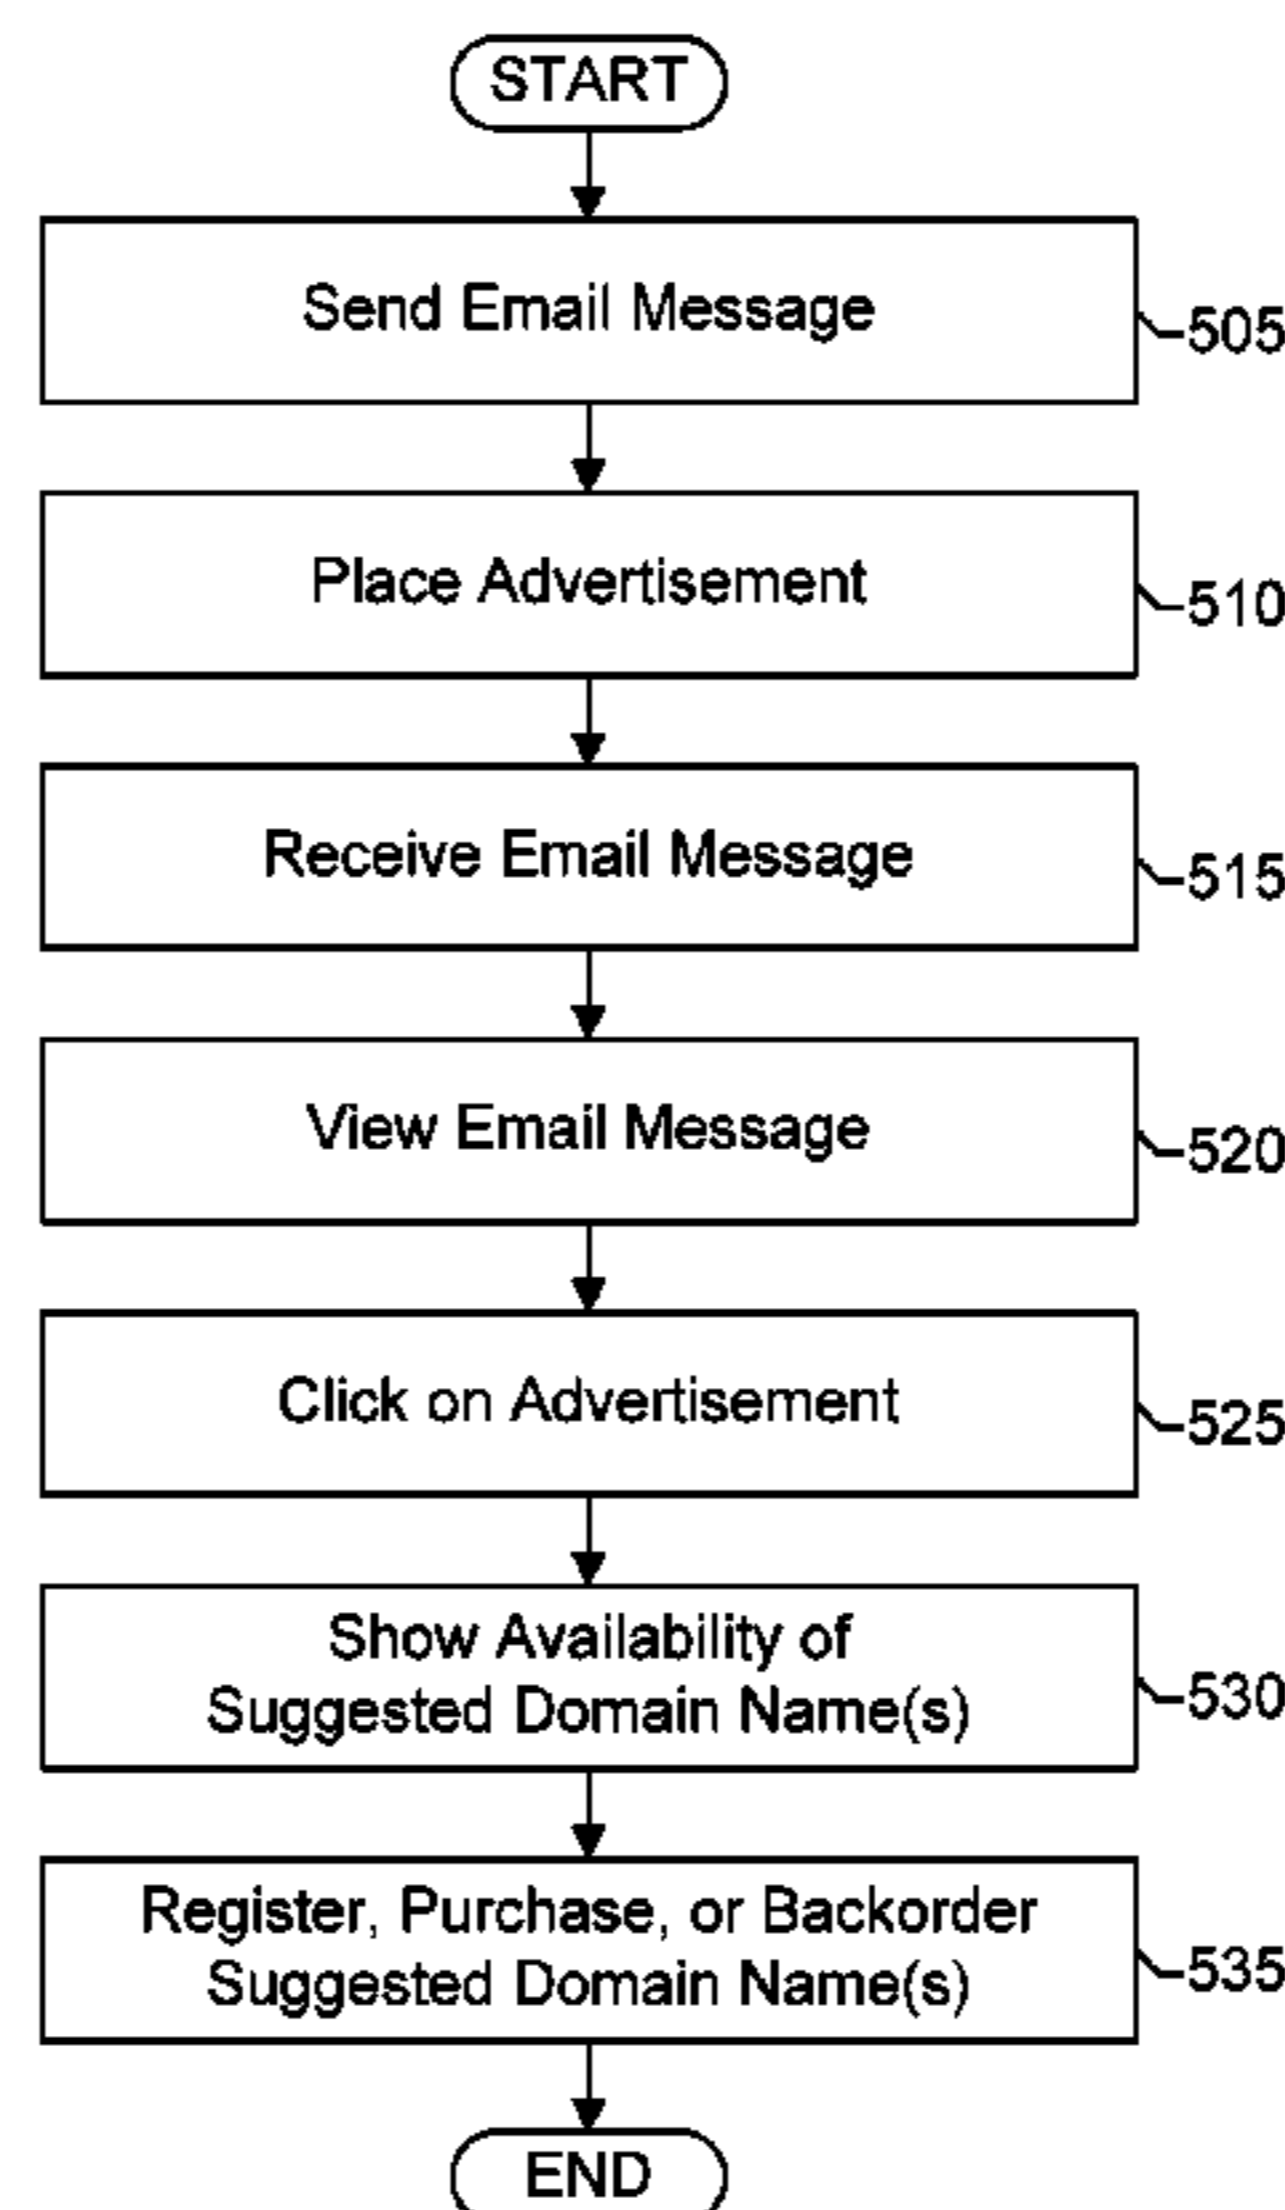 START
Send Email Message
505
Place Advertisement
510
Receive Email Message
515
View Email Message
520
Click on Advertisement
525
Show Availability of
Suggested Domain Name(s)
530
Register, Purchase, or Backorder
Suggested Domain Name(s)
535
END